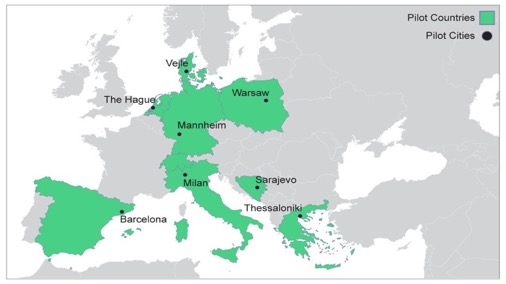 Pilot Countries
Pilot Cities
Vejle
The Hague
Warsaw
Mannheim
Milan
Sarajevo
Thessaloniki
Barcelona